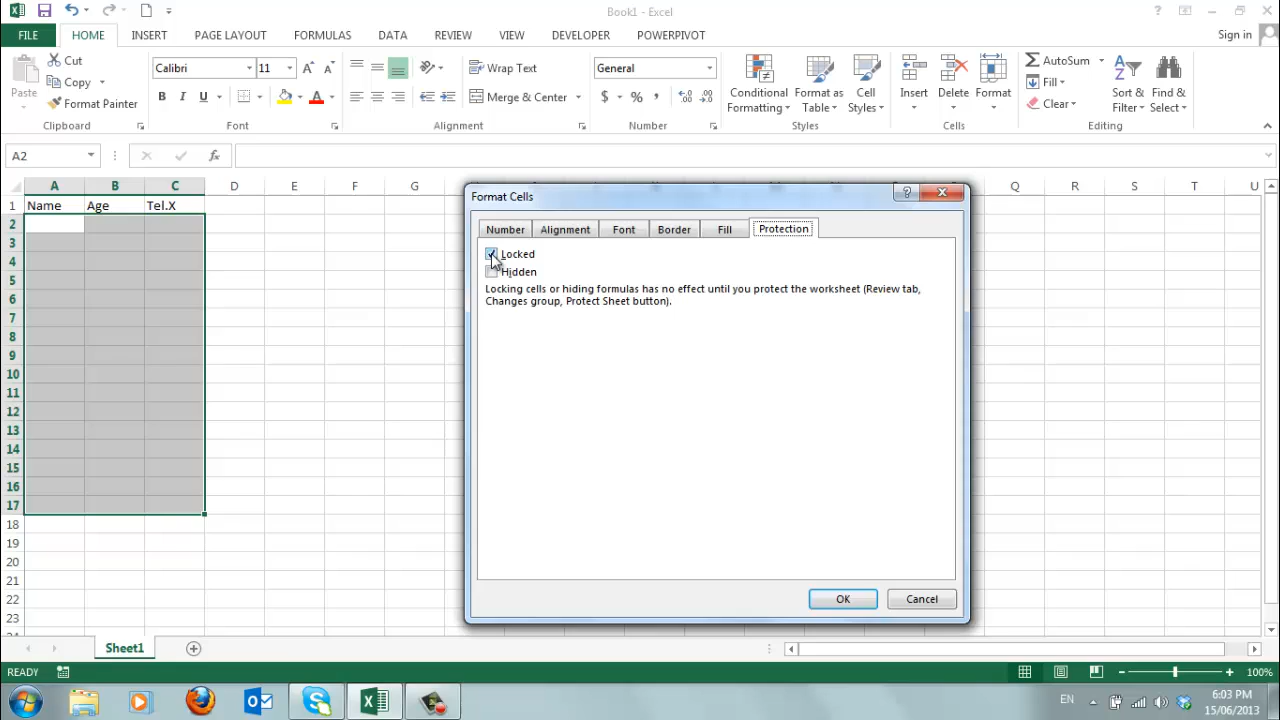 Book1 - Excel
?
FILE
HOME
INSERT
PAGE LAYOUT
FORMULAS
DATA
REVIEW
VIEW
DEVELOPER
POWERPIVOT
Sign in
Paste
Cut
Copy
Format Painter
Clipboard
Calibri
11
A A
B I U
A
Font
Wrap Text
Merge & Center
Alignment
General
$ % ,
Number
Conditional
Formatting
Format as
Table
Cell
Styles
Styles
Insert
Delete
Format
Cells
AutoSum
Fill
Clear
Sort &
Filter
Find &
Select
Editing
A2
fx
A B C D E F G Q R S T U
1 Name Age Tel.X
2
3
4
5
6
7
8
9
10
11
12
13
14
15
16
17
18
19
20
21
22
23
Format Cells
?
Number Alignment Font Border Fill Protection
Locked
Hidden
Locking cells or hiding formulas has no effect until you protect the worksheet (Review tab,
Changes group, Protect Sheet button).
OK
Cancel
Sheet1
READY
100%
EN
6:03 PM
15/06/2013